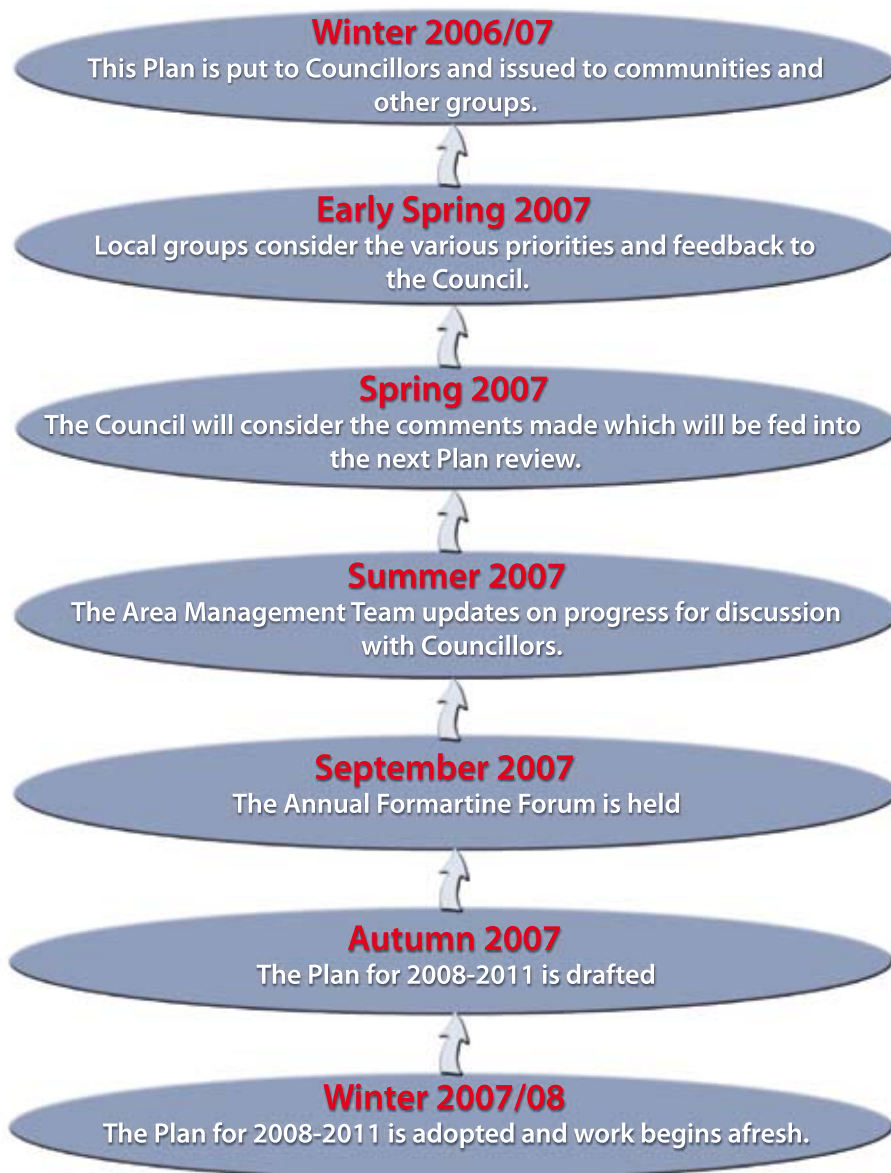 Winter 2006/07
This Plan is put to Councillors and issued to communities and
other groups.
Early Spring 2007
Local groups consider the various priorities and feedback to
the Council.
Spring 2007
The Council will consider the comments made which will be fed into
the next Plan review.
Summer 2007
The Area Management Team updates on progress for discussion
with Councillors.
September 2007
The Annual Formartine Forum is held
Autumn 2007
The Plan for 2008-2011 is drafted
Winter 2007/08
The Plan for 2008-2011 is adopted and work begins afresh.